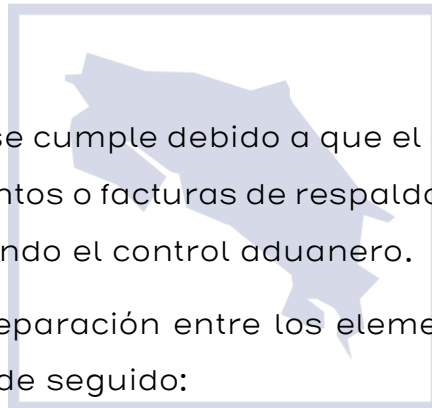 se cumple debido a que el
ntos o facturas de respaldo
ndo el control aduanero.
eparación entre los eleme
de seguido: